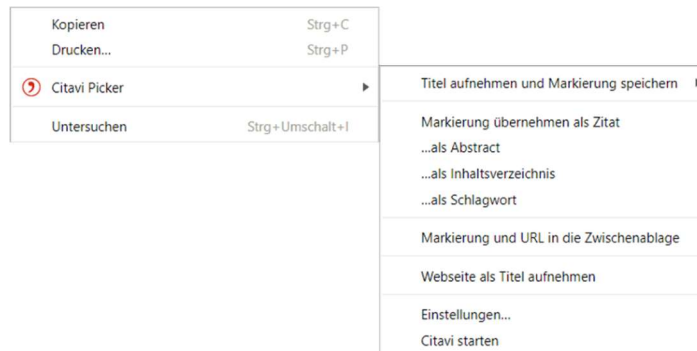 Kopieren Strg+C
Drucken... Strg+P
Citavi Picker
Untersuchen Strg+Umschalt+I
Titel aufnehmen und Markierung speichern
Markierung übernehmen als Zitat
...als Abstract
...als Inhaltsverzeichnis
...als Schlagwort
Markierung und URL in die Zwischenablage
Webseite als Titel aufnehmen
Einstellungen...
Citavi starten